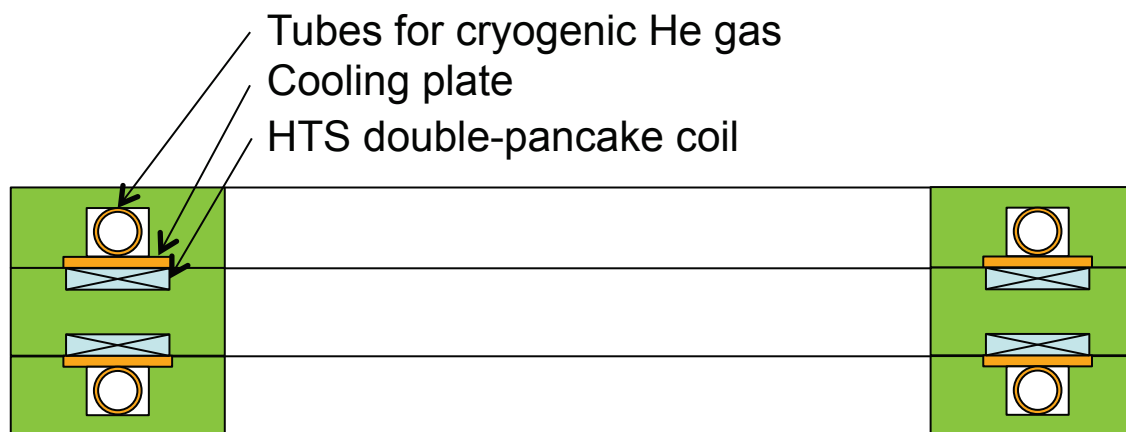 Tubes for cryogenic He gas
Cooling plate
HTS double-pancake coil